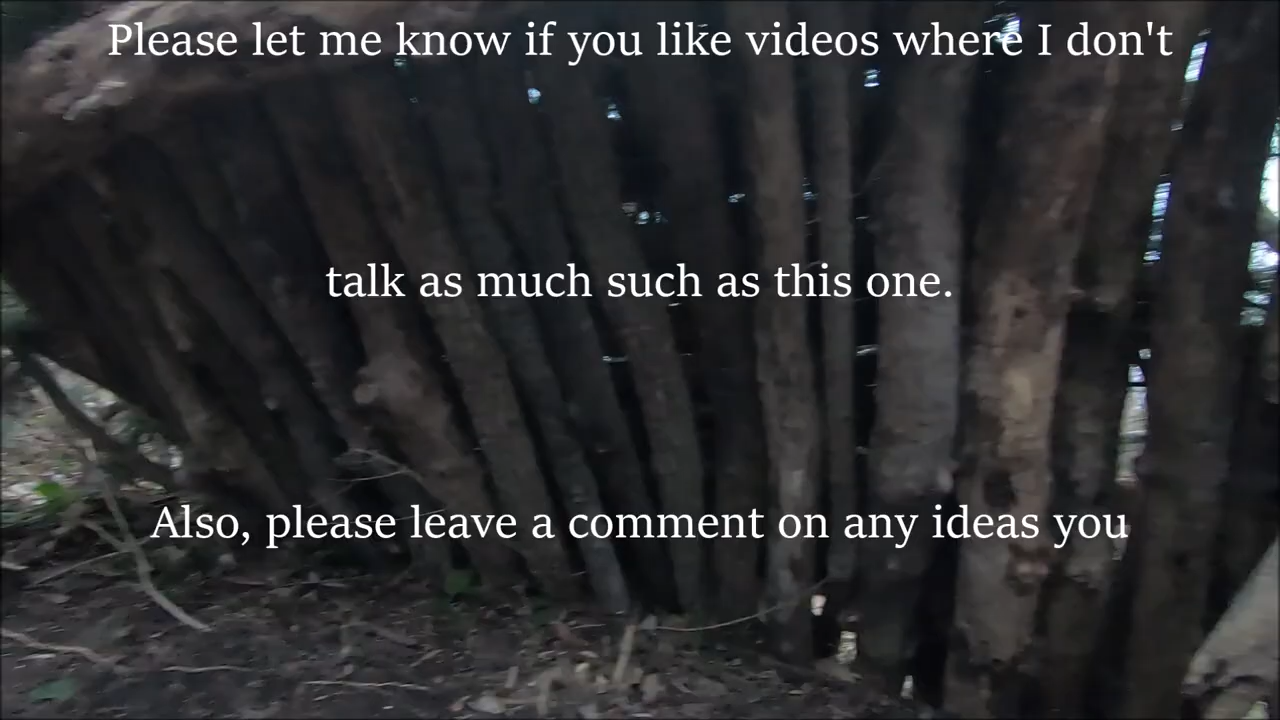 Please let me know if you like videos where I don't
talk as much such as this one.
Also, please leave a comment on any ideas you